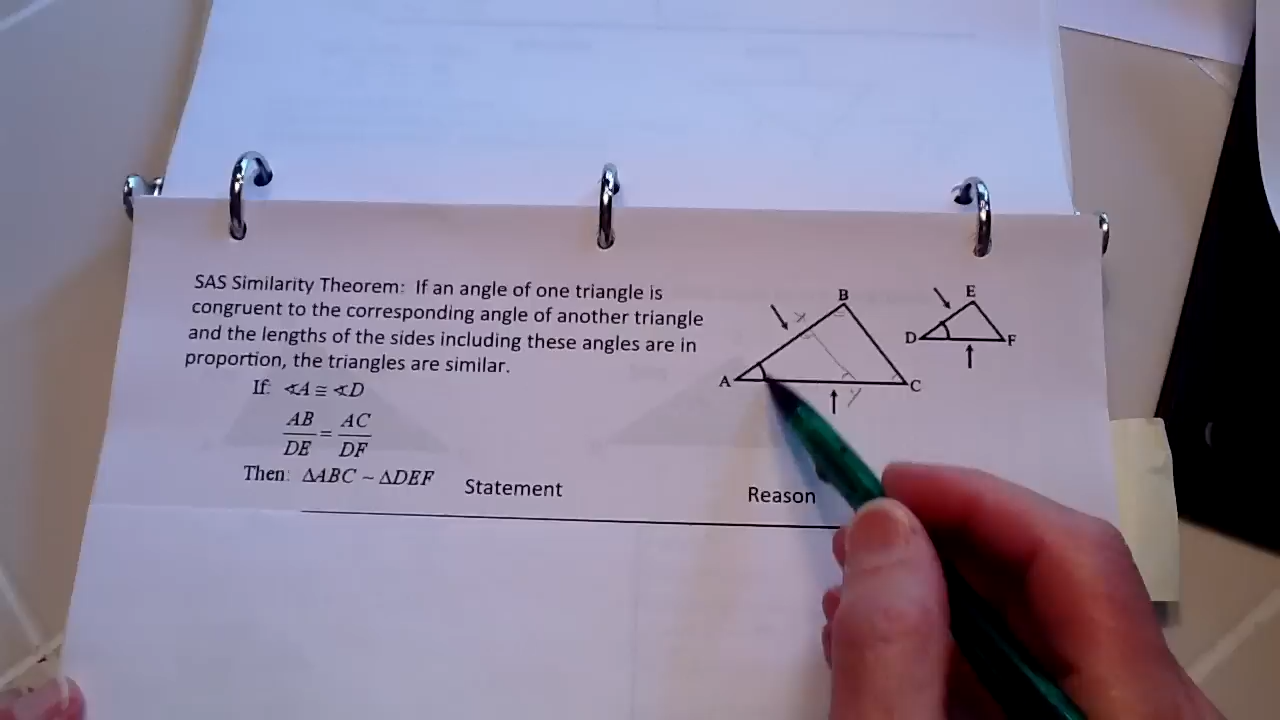 SAS Similarity Theorem: If an angle of one triangle is
congruent to the corresponding angle of another triangle
and the lengths of the sides including these angles are in
proportion, the triangles are similar.
If: ∢A ≅ ∢D
AB/DE = AC/DF
Then: ΔABC ~ ΔDEF
Statement
Reason
B
x
A
C
y
E
D
F